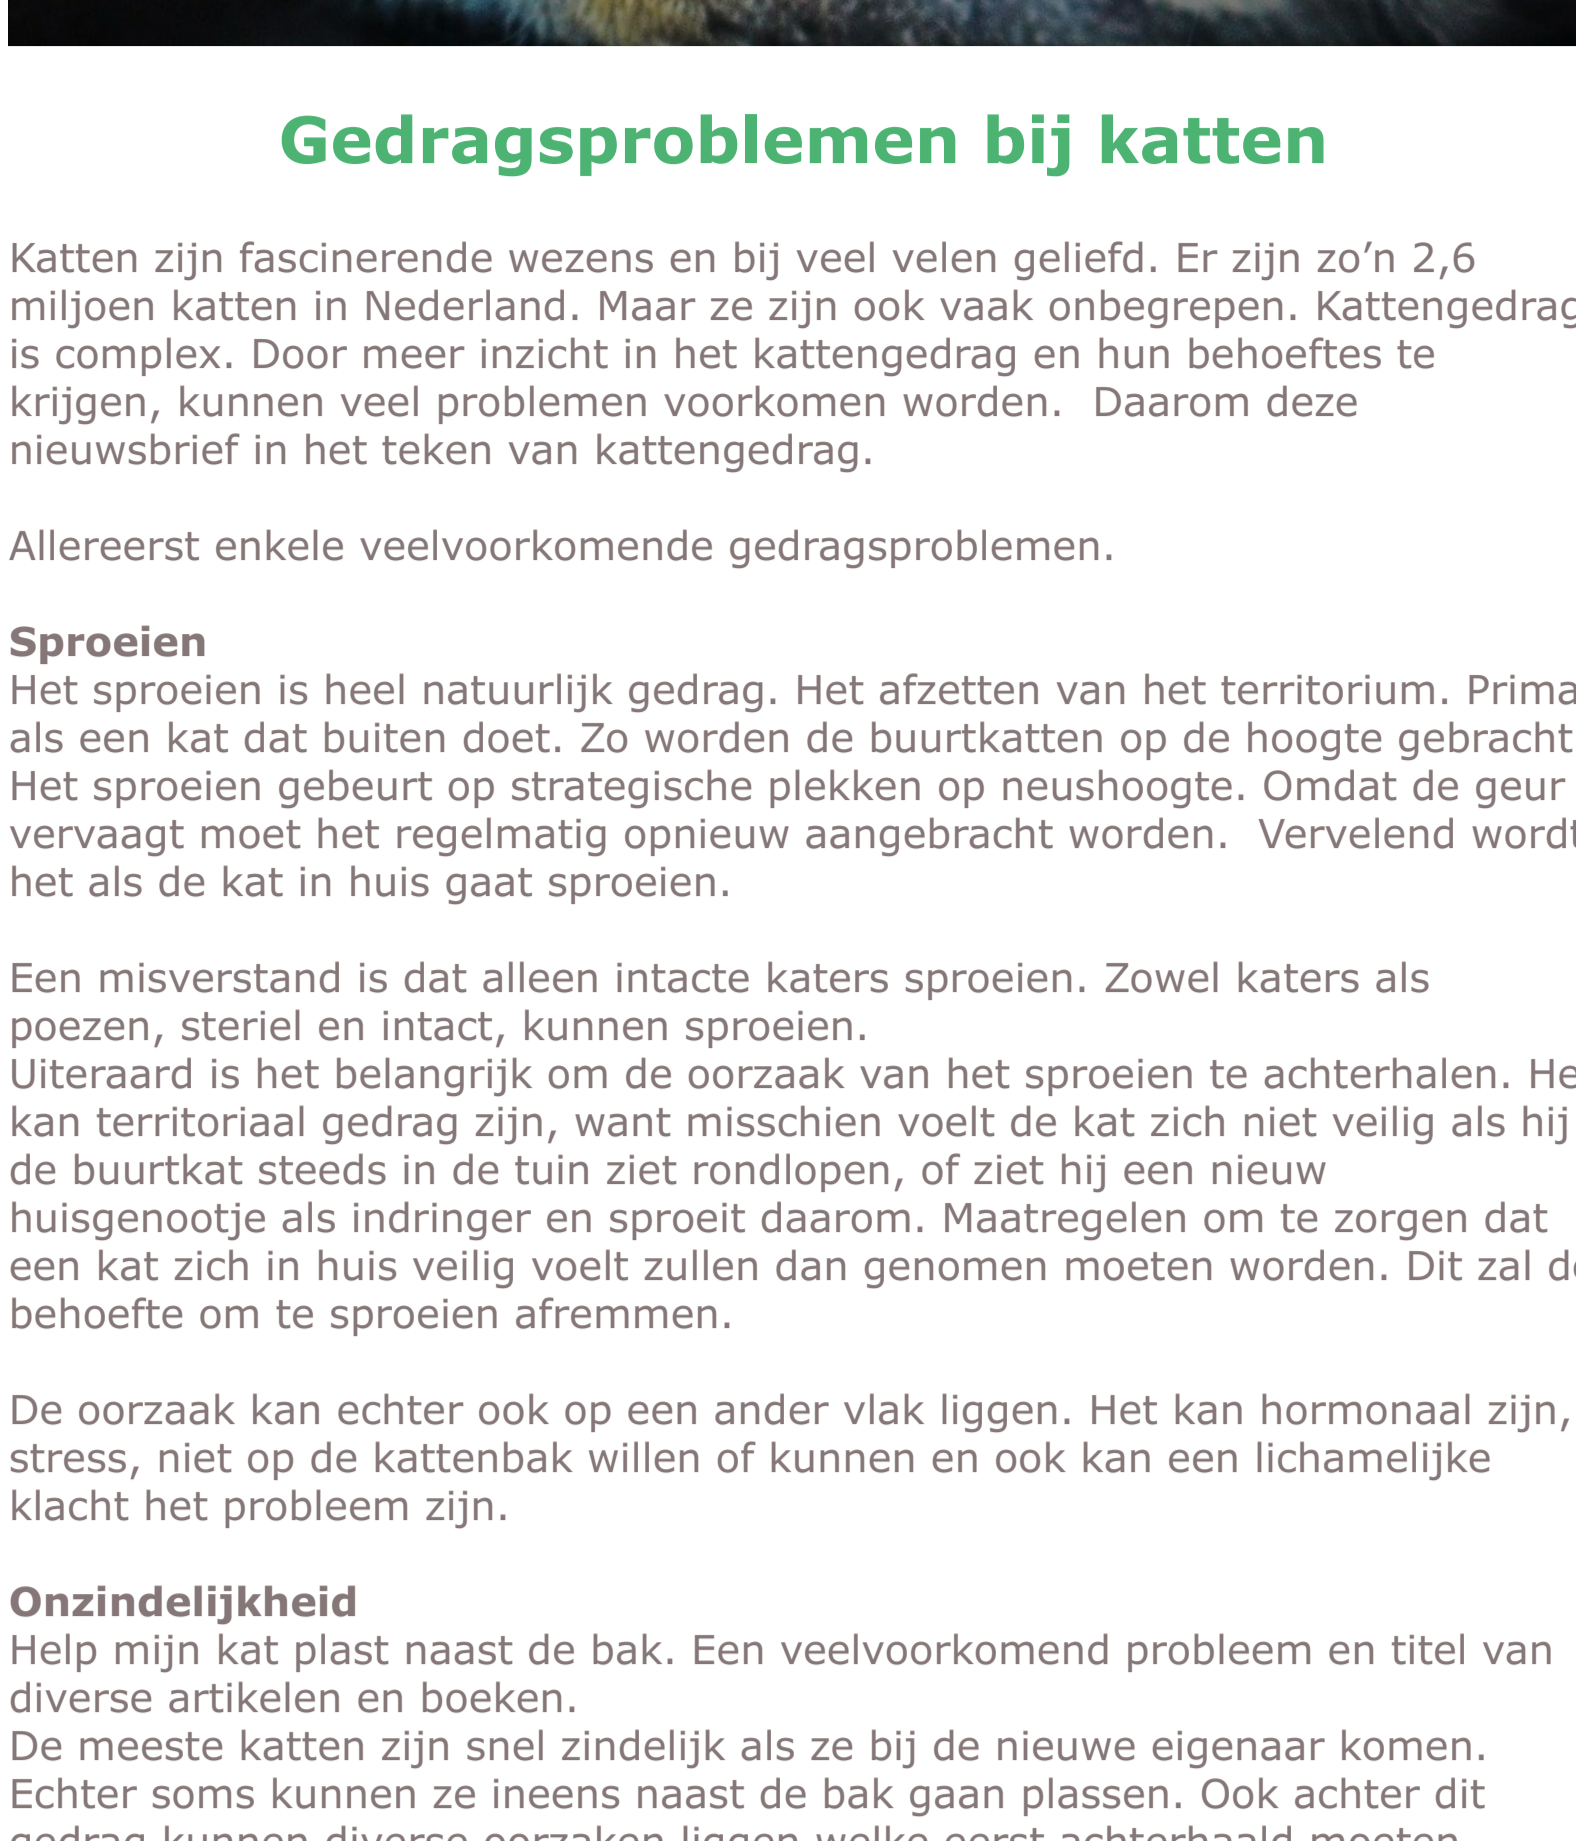 Gedragsproblemen bij katten
Katten zijn fascinerende wezens en bij veel velen geliefd. Er zijn zo’n 2,6
miljoen katten in Nederland. Maar ze zijn ook vaak onbegrepen. Kattengedrag
is complex. Door meer inzicht in het kattengedrag en hun behoeftes te
krijgen, kunnen veel problemen voorkomen worden.  Daarom deze
nieuwsbrief in het teken van kattengedrag.
Allereerst enkele veelvoorkomende gedragsproblemen.
Sproeien
Het sproeien is heel natuurlijk gedrag. Het afzetten van het territorium. Prima
als een kat dat buiten doet. Zo worden de buurtkatten op de hoogte gebracht
Het sproeien gebeurt op strategische plekken op neushoogte. Omdat de geur
vervaagt moet het regelmatig opnieuw aangebracht worden.  Vervelend wordt
het als de kat in huis gaat sproeien.
Een misverstand is dat alleen intacte katers sproeien. Zowel katers als
poezen, steriel en intact, kunnen sproeien.
Uiteraard is het belangrijk om de oorzaak van het sproeien te achterhalen. He
kan territoriaal gedrag zijn, want misschien voelt de kat zich niet veilig als hij
de buurtkat steeds in de tuin ziet rondlopen, of ziet hij een nieuw
huisgenootje als indringer en sproeit daarom. Maatregelen om te zorgen dat
een kat zich in huis veilig voelt zullen dan genomen moeten worden. Dit zal de
behoefte om te sproeien afremmen.
De oorzaak kan echter ook op een ander vlak liggen. Het kan hormonaal zijn,
stress, niet op de kattenbak willen of kunnen en ook kan een lichamelijke
klacht het probleem zijn.
Onzindelijkheid
Help mijn kat plast naast de bak. Een veelvoorkomend probleem en titel van
diverse artikelen en boeken.
De meeste katten zijn snel zindelijk als ze bij de nieuwe eigenaar komen.
Echter soms kunnen ze ineens naast de bak gaan plassen. Ook achter dit
gedrag kunnen diverse oorzaken liggen welke eerst achterhaald moeten